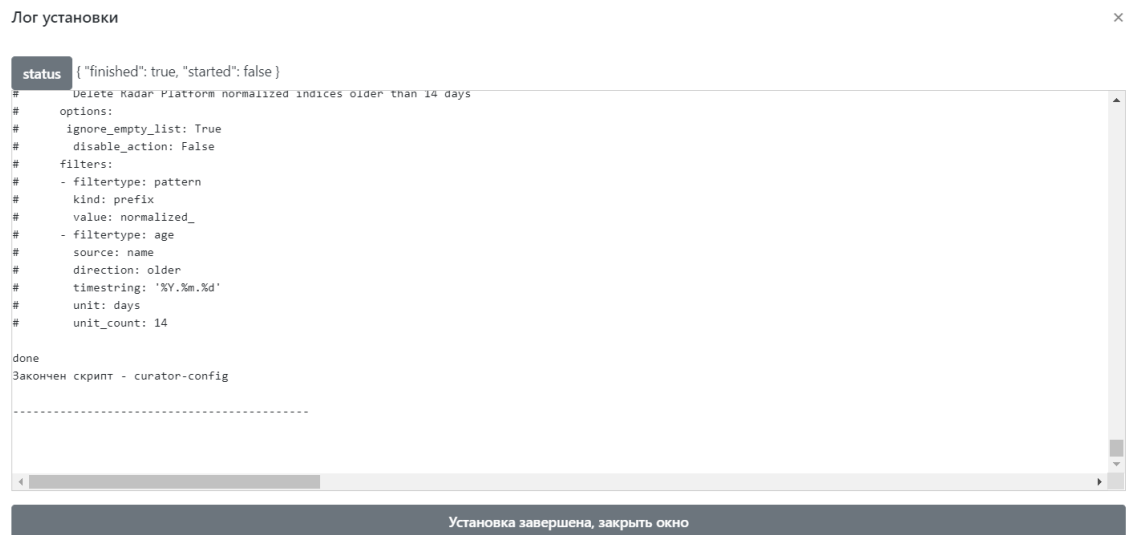 Лог установки
×
status { "finished": true, "started": false }
#        Delete Radar Platform normalized indices older than 14 days
#      options:
#       ignore_empty_list: True
#        disable_action: False
#      filters:
#      - filtertype: pattern
#        kind: prefix
#        value: normalized_
#      - filtertype: age
#        source: name
#        direction: older
#        timestring: '%Y.%m.%d'
#        unit: days
#        unit_count: 14
done
Закончен скрипт - curator-config
--------------------------------------------
Установка завершена, закрыть окно